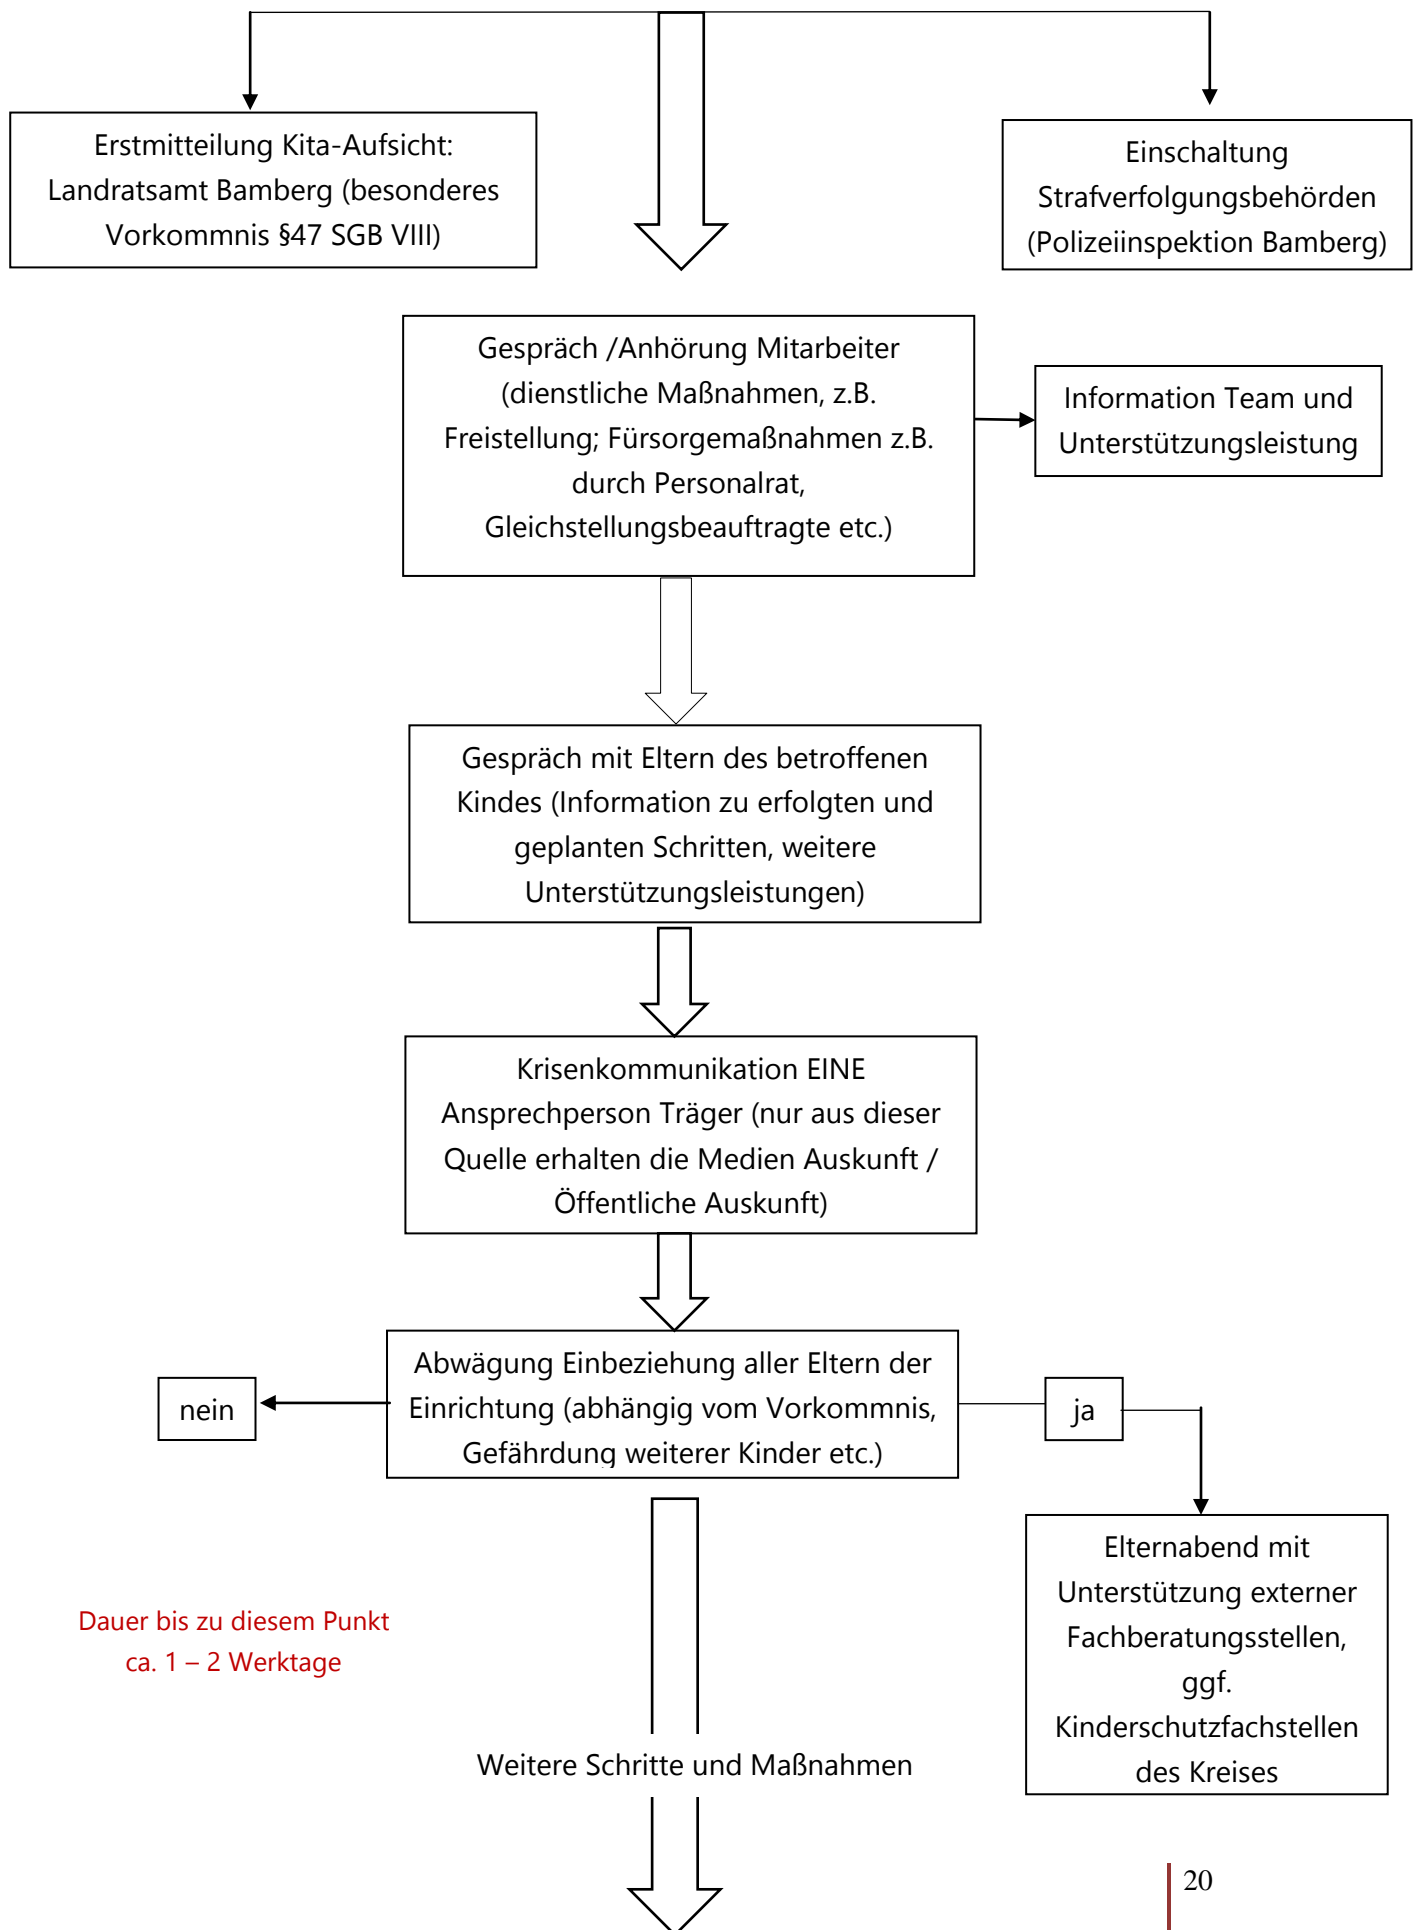 Erstmitteilung Kita-Aufsicht:
Landratsamt Bamberg (besonderes
Vorkommnis §47 SGB VIII)
Einschaltung
Strafverfolgungsbehörden
(Polizeiinspektion Bamberg)
Gespräch /Anhörung Mitarbeiter
(dienstliche Maßnahmen, z.B.
Freistellung; Fürsorgemaßnahmen z.B.
durch Personalrat,
Gleichstellungsbeauftragte etc.)
Information Team und
Unterstützungsleistung
Gespräch mit Eltern des betroffenen
Kindes (Information zu erfolgten und
geplanten Schritten, weitere
Unterstützungsleistungen)
Krisenkommunikation EINE
Ansprechperson Träger (nur aus dieser
Quelle erhalten die Medien Auskunft /
Öffentliche Auskunft)
Abwägung Einbeziehung aller Eltern der
Einrichtung (abhängig vom Vorkommnis,
Gefährdung weiterer Kinder etc.)
nein
ja
Elternabend mit
Unterstützung externer
Fachberatungsstellen,
ggf.
Kinderschutzfachstellen
des Kreises
Dauer bis zu diesem Punkt
ca. 1 – 2 Werktage
Weitere Schritte und Maßnahmen
20